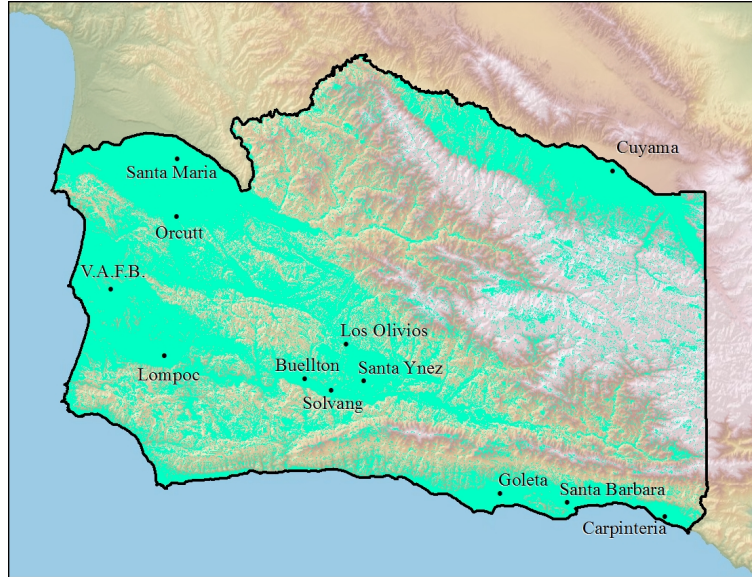 Cuyama
Santa Maria
Orcutt
V.A.F.B.
Los Olivios
Lompoc
Buellton
Santa Ynez
Solvang
Goleta
Santa Barbara
Carpinteria